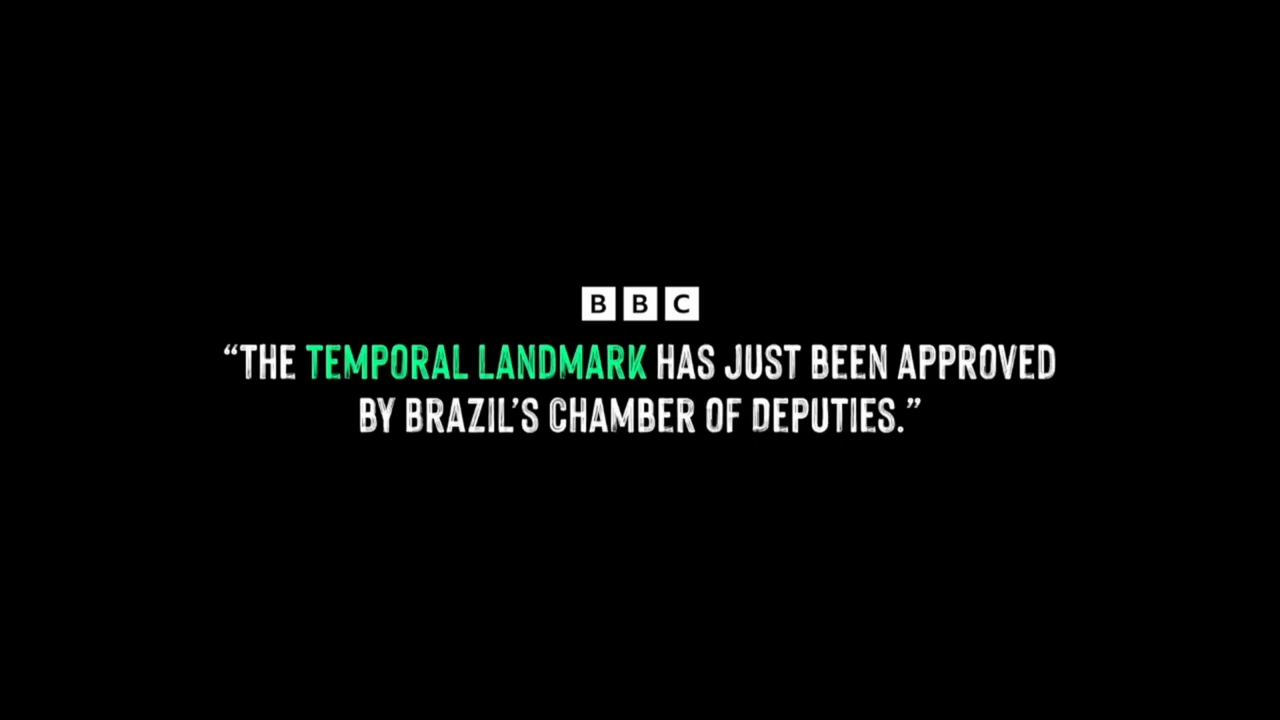 BBC
“THE TEMPORAL LANDMARK HAS JUST BEEN APPROVED
BY BRAZIL’S CHAMBER OF DEPUTIES.”